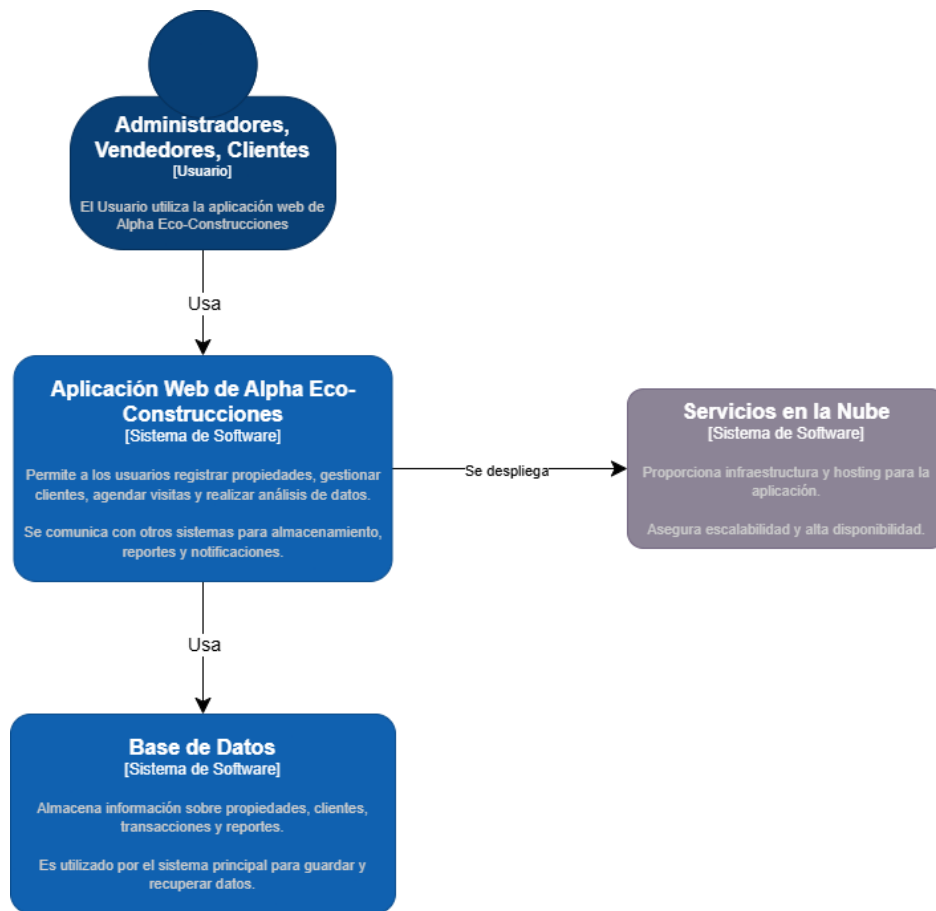 Administradores,
Vendedores, Clientes
[Usuario]
El Usuario utiliza la aplicación web de
Alpha Eco-Construcciones
Usa
Aplicación Web de Alpha Eco-
Construcciones
[Sistema de Software]
Permite a los usuarios registrar propiedades, gestionar
clientes, agendar visitas y realizar análisis de datos.
Se comunica con otros sistemas para almacenamiento,
reportes y notificaciones.
Se despliega
Servicios en la Nube
[Sistema de Software]
Proporciona infraestructura y hosting para la
aplicación.
Asegura escalabilidad y alta disponibilidad.
Usa
Base de Datos
[Sistema de Software]
Almacena información sobre propiedades, clientes,
transacciones y reportes.
Es utilizado por el sistema principal para guardar y
recuperar datos.